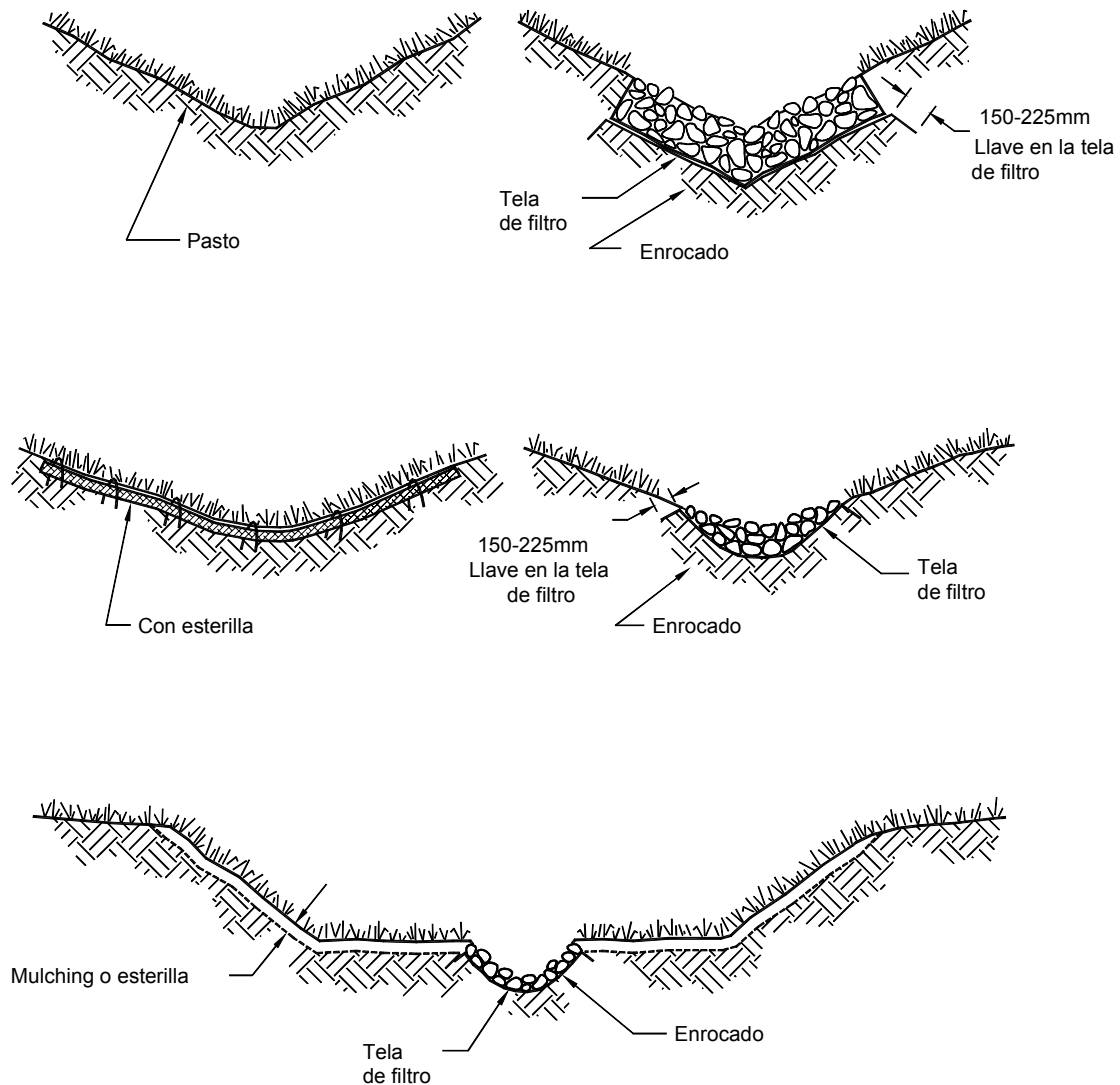 Pasto
150-225mm
Llave en la tela
de filtro
Tela
de filtro
Enrocado
Con esterilla
150-225mm
Llave en la tela
de filtro
Enrocado
Tela
de filtro
Mulching o esterilla
Tela
de filtro
Enrocado